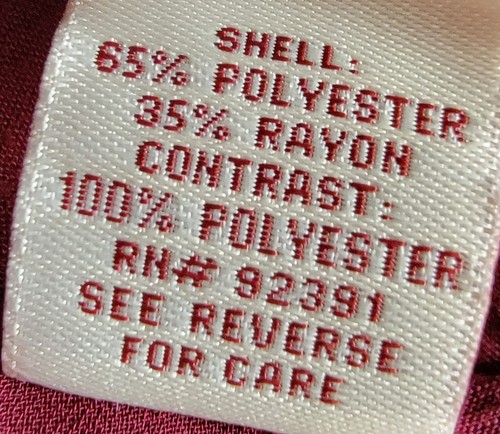 SHELL:
65% POLYESTER
35% RAYON
CONTRAST:
100% POLYESTER
RN# 92391
SEE REVERSE
FOR CARE